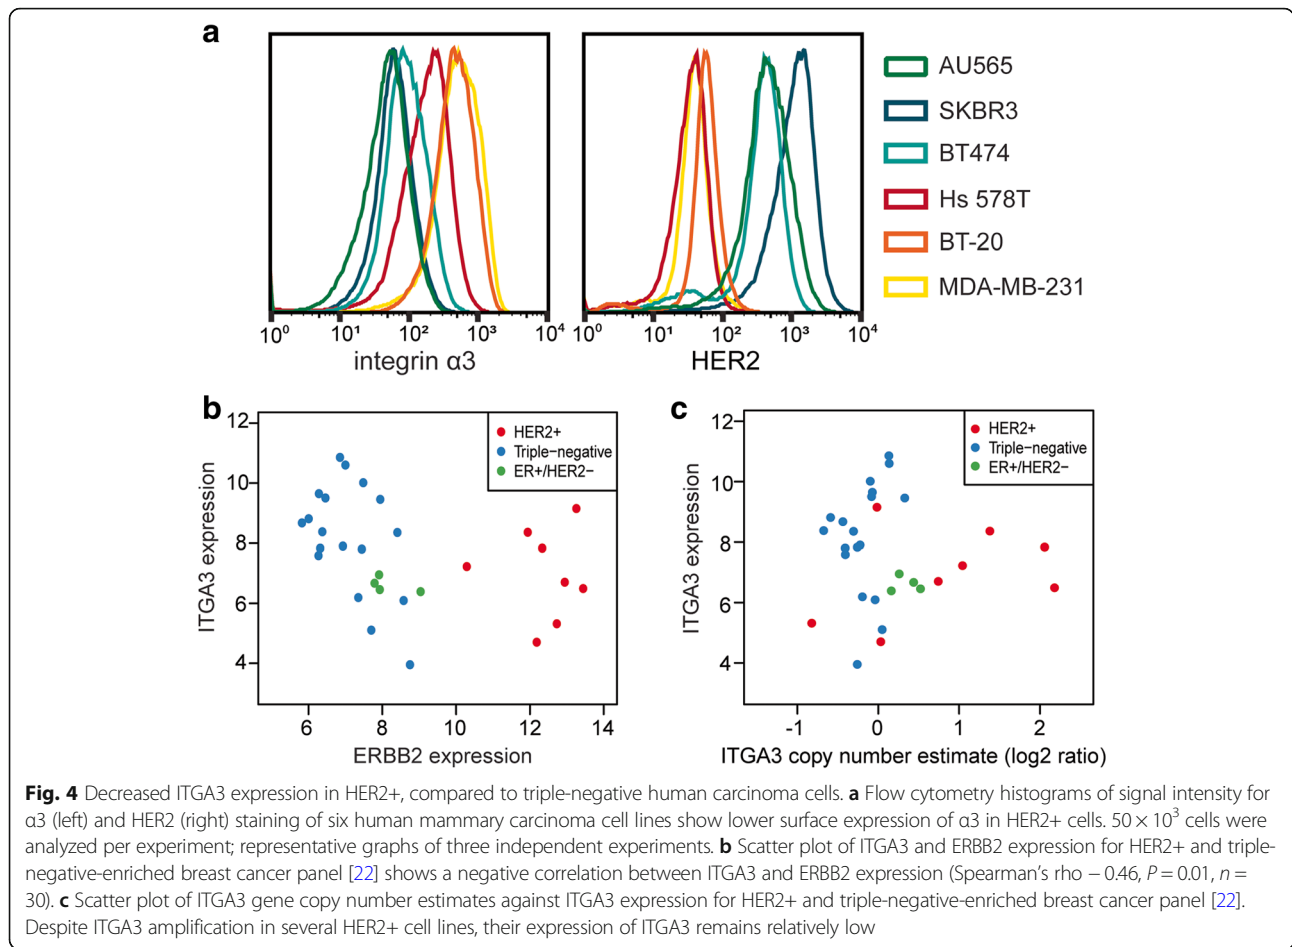 a
AU565
SKBR3
BT474
Hs 578T
BT-20
MDA-MB-231
10⁰ 10¹ 10² 10³ 10⁴
integrin α3
10⁰ 10¹ 10² 10³ 10⁴
HER2
b
12
10
8
6
4
ITGA3 expression
HER2+
Triple−negative
ER+/HER2−
6 8 10 12 14
ERBB2 expression
c
12
10
8
6
4
ITGA3 expression
HER2+
Triple−negative
ER+/HER2−
-1 0 1 2
ITGA3 copy number estimate (log2 ratio)
Fig. 4 Decreased ITGA3 expression in HER2+, compared to triple-negative human carcinoma cells. a Flow cytometry histograms of signal intensity for
α3 (left) and HER2 (right) staining of six human mammary carcinoma cell lines show lower surface expression of α3 in HER2+ cells. 50 × 10³ cells were
analyzed per experiment; representative graphs of three independent experiments. b Scatter plot of ITGA3 and ERBB2 expression for HER2+ and triple-
negative-enriched breast cancer panel [22] shows a negative correlation between ITGA3 and ERBB2 expression (Spearman's rho − 0.46, P = 0.01, n =
30). c Scatter plot of ITGA3 gene copy number estimates against ITGA3 expression for HER2+ and triple-negative-enriched breast cancer panel [22].
Despite ITGA3 amplification in several HER2+ cell lines, their expression of ITGA3 remains relatively low